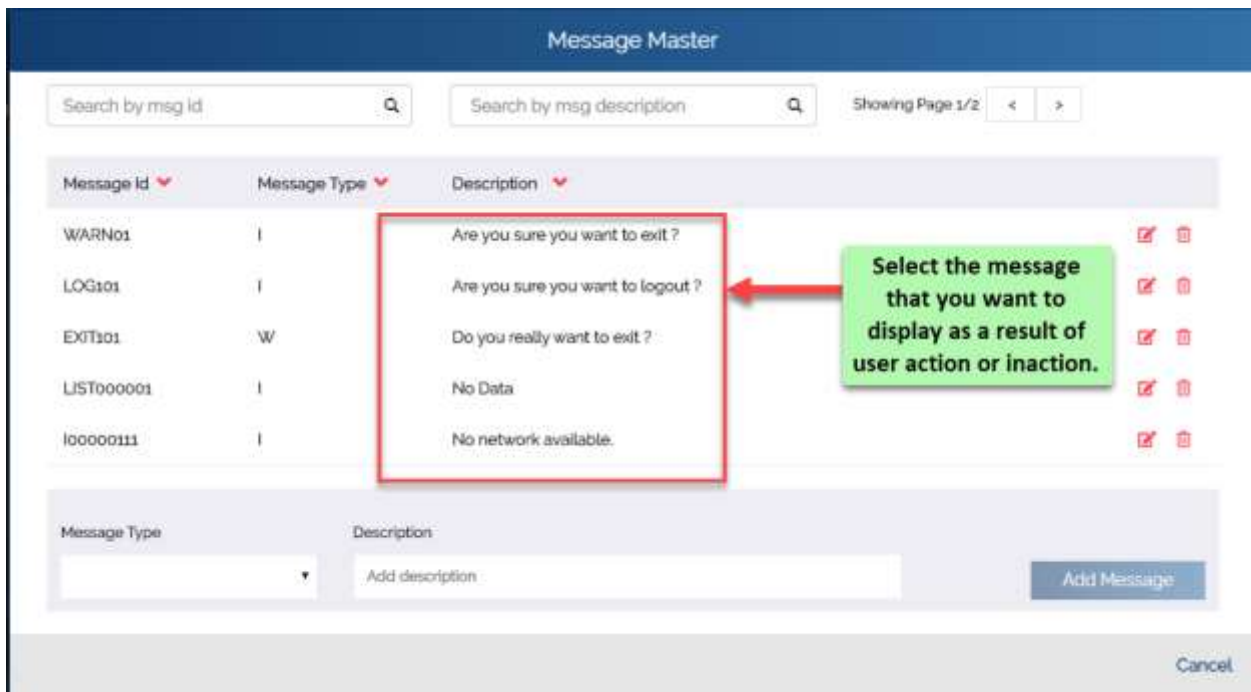 Message Master
Search by msg id
Search by msg description
Showing Page 1/2 < >
Message Id
Message Type
Description
WARN01 I Are you sure you want to exit ?
LOG101 I Are you sure you want to logout ?
EXIT101 W Do you really want to exit ?
LIST000001 I No Data
I00000111 I No network available.
Select the message
that you want to
display as a result of
user action or inaction.
Message Type
Description
Add description
Add Message
Cancel